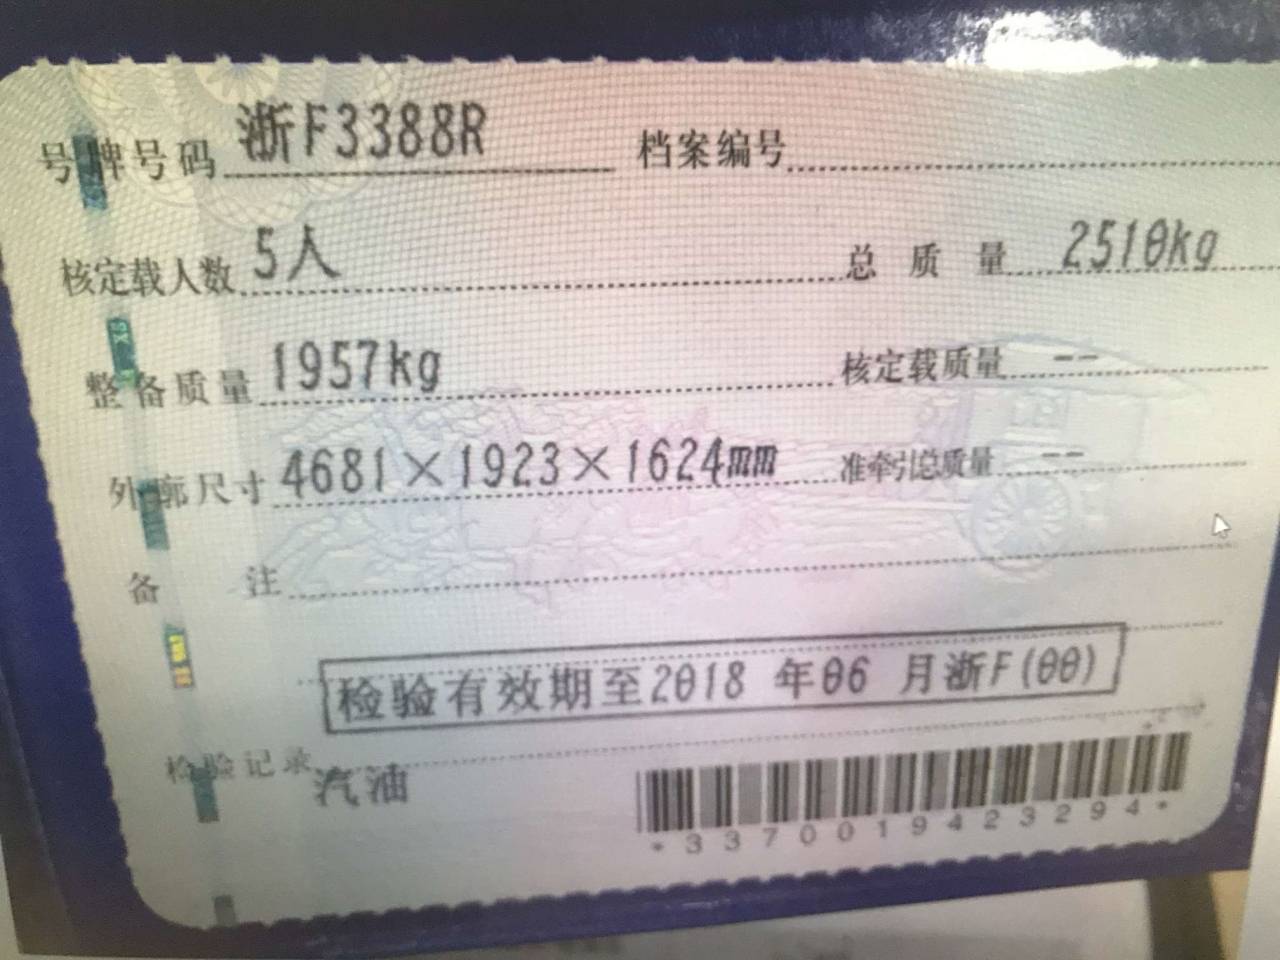 号牌号码 浙F3388R 档案编号
核定载人数 5人 总质量 2510kg
整备质量 1957kg 核定载质量 --
外廓尺寸 4681×1923×1624mm 准牵引总质量 --
备注
检验有效期至2018 年06 月浙F(00)
检验记录
汽油
*3370019423294*